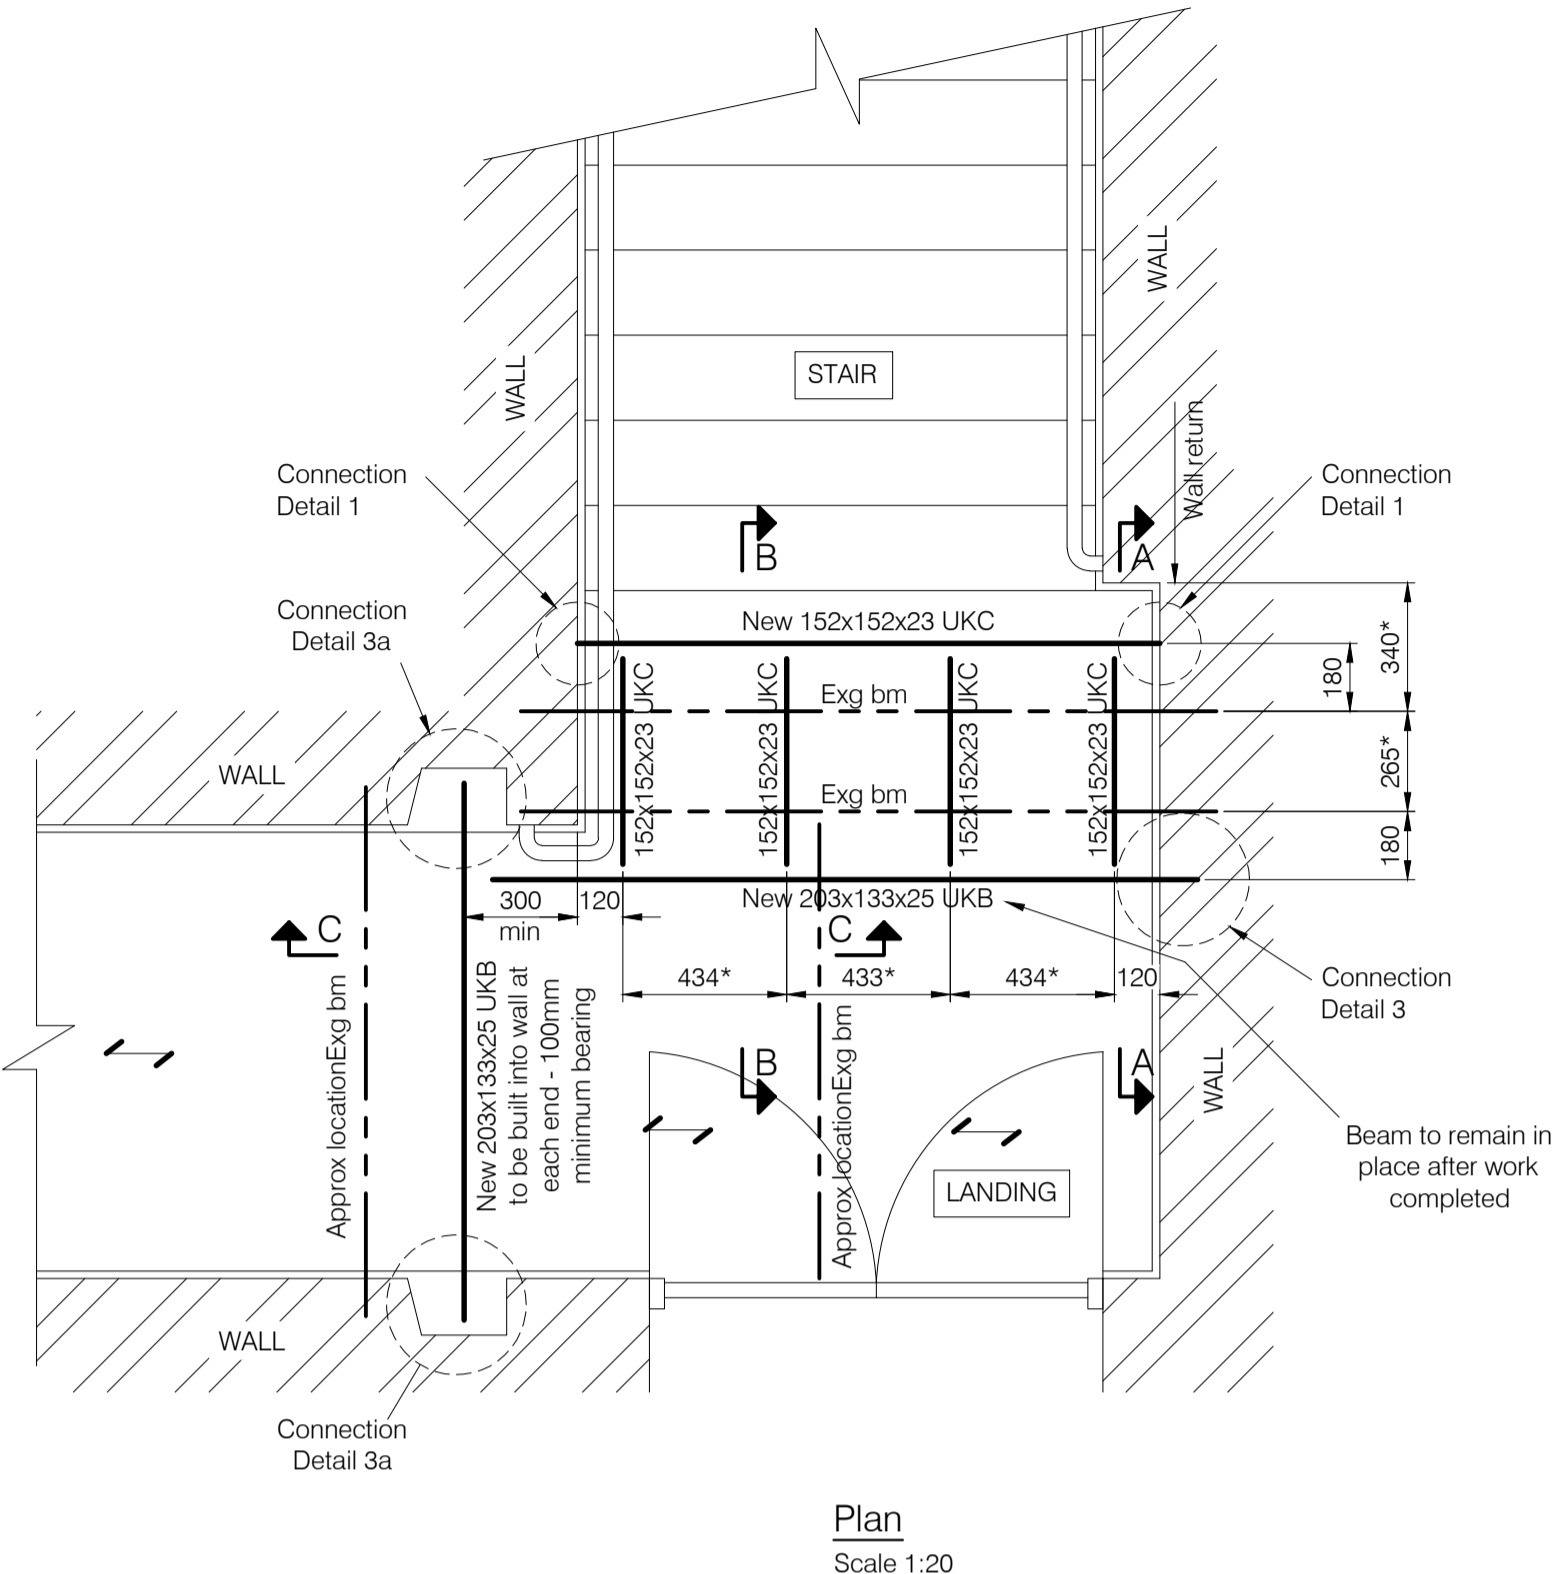 WALL
WALL
STAIR
Wall return
Connection
Detail 1
Connection
Detail 1
B
A
Connection
Detail 3a
New 152x152x23 UKC
340*
180
152x152x23 UKC
152x152x23 UKC
152x152x23 UKC
152x152x23 UKC
Exg bm
265*
WALL
Exg bm
180
300
min
120
New 203x133x25 UKB
C
C
434*
433*
434*
120
Connection
Detail 3
Approx locationExg bm
New 203x133x25 UKB
to be built into wall at
each end - 100mm
minimum bearing
Approx locationExg bm
B
A
WALL
Beam to remain in
place after work
completed
LANDING
WALL
Connection
Detail 3a
Plan
Scale 1:20